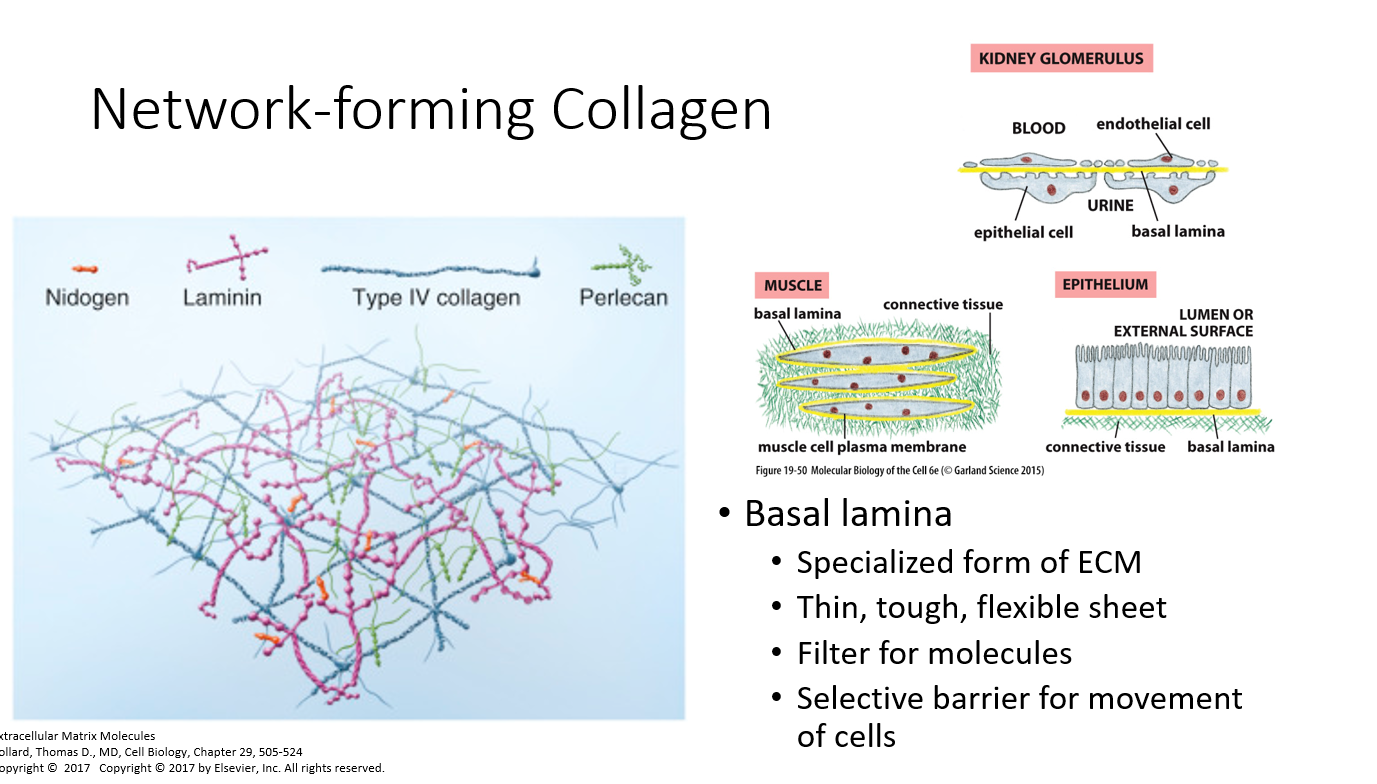 Network-forming Collagen
Nidogen
Laminin
Type IV collagen
Perlecan
xtracellular Matrix Molecules
ollard, Thomas D., MD, Cell Biology, Chapter 29, 505-524
opyright © 2017 Copyright © 2017 by Elsevier, Inc. All rights reserved.
KIDNEY GLOMERULUS
BLOOD
endothelial cell
URINE
epithelial cell
basal lamina
MUSCLE
basal lamina
connective tissue
muscle cell plasma membrane
EPITHELIUM
LUMEN OR
EXTERNAL SURFACE
connective tissue
basal lamina
Figure 19-50 Molecular Biology of the Cell 6e (© Garland Science 2015)
• Basal lamina
• Specialized form of ECM
• Thin, tough, flexible sheet
• Filter for molecules
• Selective barrier for movement
of cells